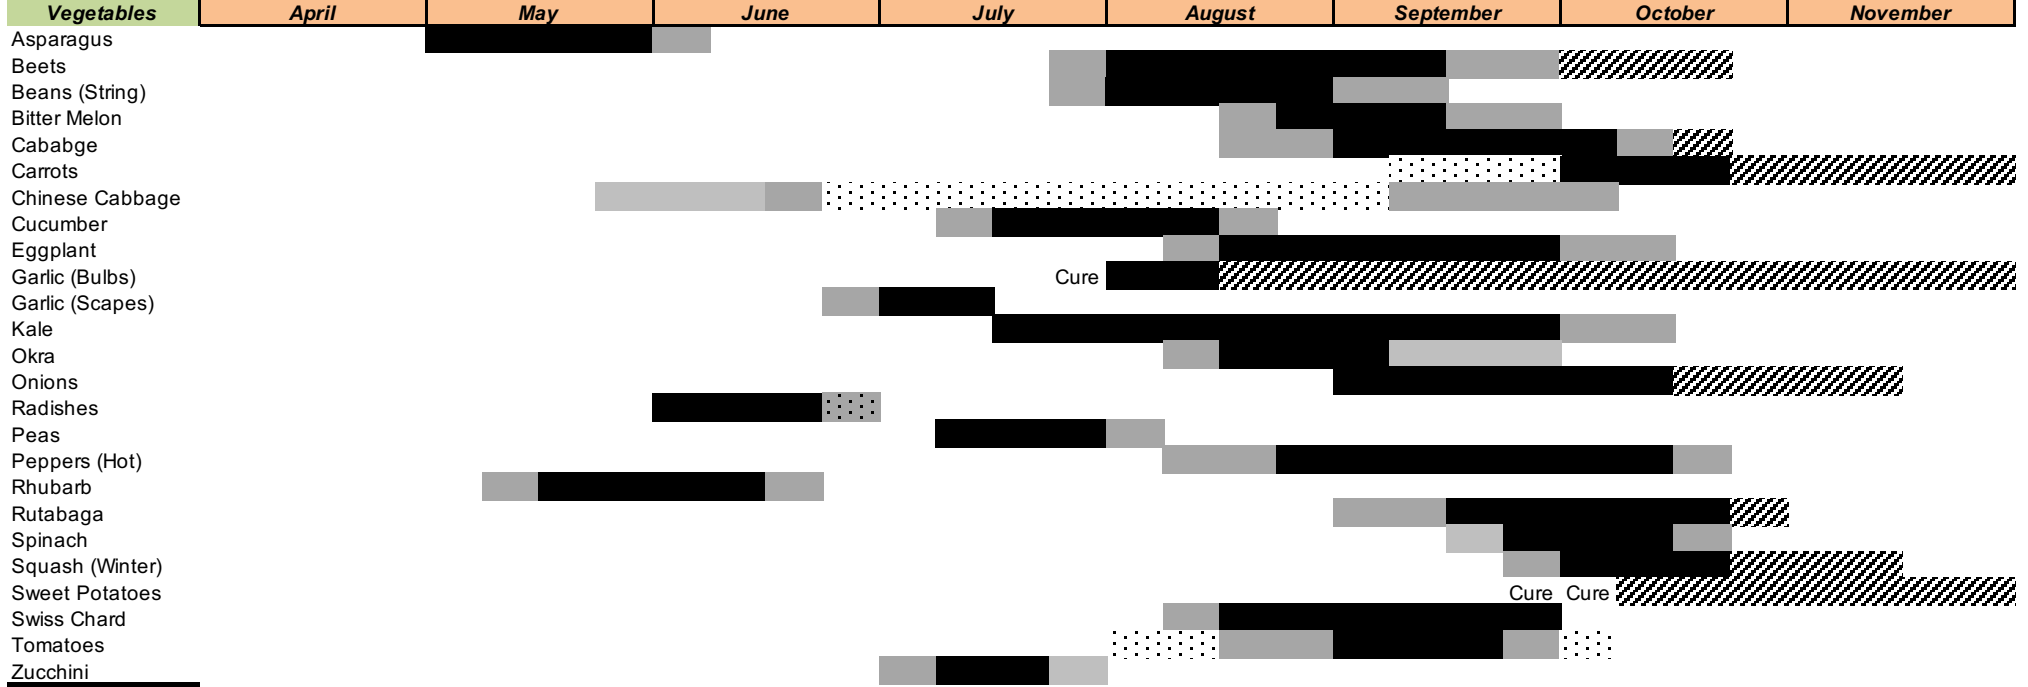 Vegetables April May June July August September October November
Asparagus
Beets
Beans (String)
Bitter Melon
Cababge
Carrots
Chinese Cabbage
Cucumber
Eggplant
Garlic (Bulbs) Cure
Garlic (Scapes)
Kale
Okra
Onions
Radishes
Peas
Peppers (Hot)
Rhubarb
Rutabaga
Spinach
Squash (Winter)
Sweet Potatoes Cure Cure
Swiss Chard
Tomatoes
Zucchini